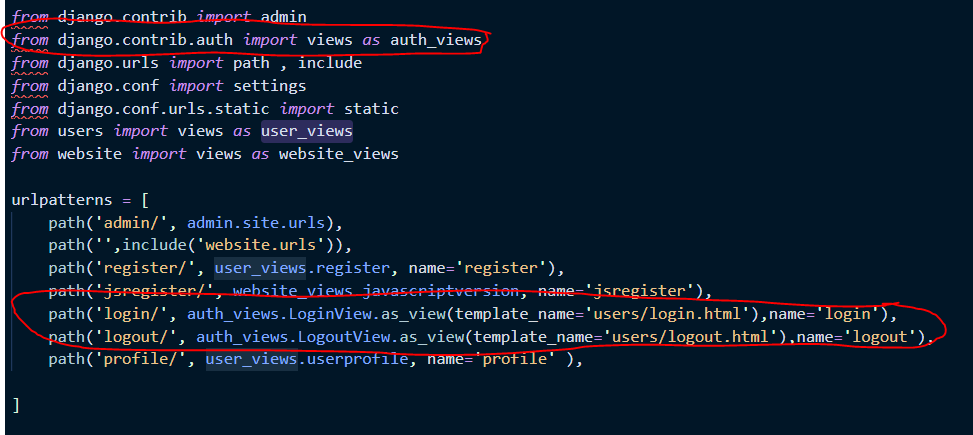 from django.contrib import admin
from django.contrib.auth import views as auth_views
from django.urls import path , include
from django.conf import settings
from django.conf.urls.static import static
from users import views as user_views
from website import views as website_views
urlpatterns = [
    path('admin/', admin.site.urls),
    path('',include('website.urls')),
    path('register/', user_views.register, name='register'),
    path('jsregister/', website_views.javascriptversion, name='jsregister'),
    path('login/', auth_views.LoginView.as_view(template_name='users/login.html'),name='login'),
    path('logout/', auth_views.LogoutView.as_view(template_name='users/logout.html'),name='logout'),
    path('profile/', user_views.userprofile, name='profile' ),
]